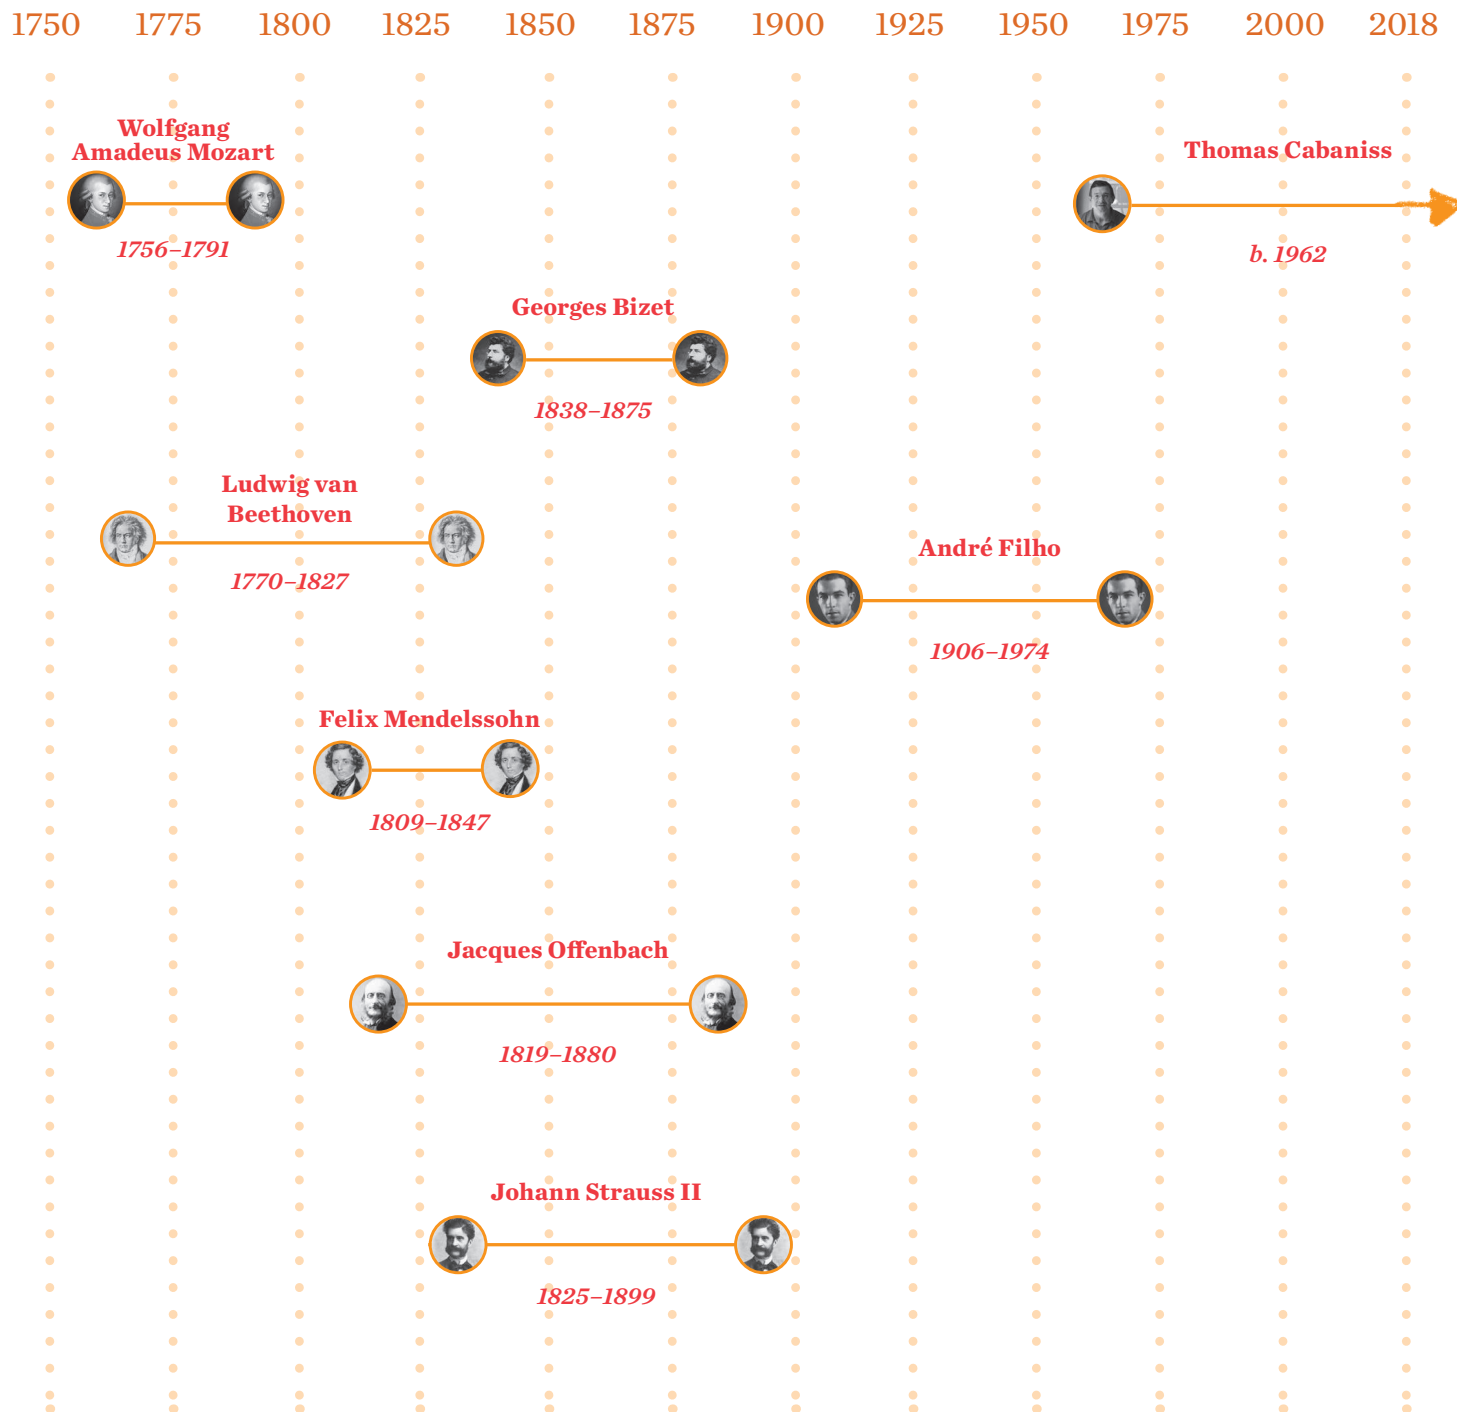 1750 1775 1800 1825 1850 1875 1900 1925 1950 1975 2000 2018
Wolfgang
Amadeus Mozart
1756–1791
Thomas Cabaniss
b. 1962
Georges Bizet
1838–1875
Ludwig van
Beethoven
1770–1827
André Filho
1906–1974
Felix Mendelssohn
1809–1847
Jacques Offenbach
1819–1880
Johann Strauss II
1825–1899